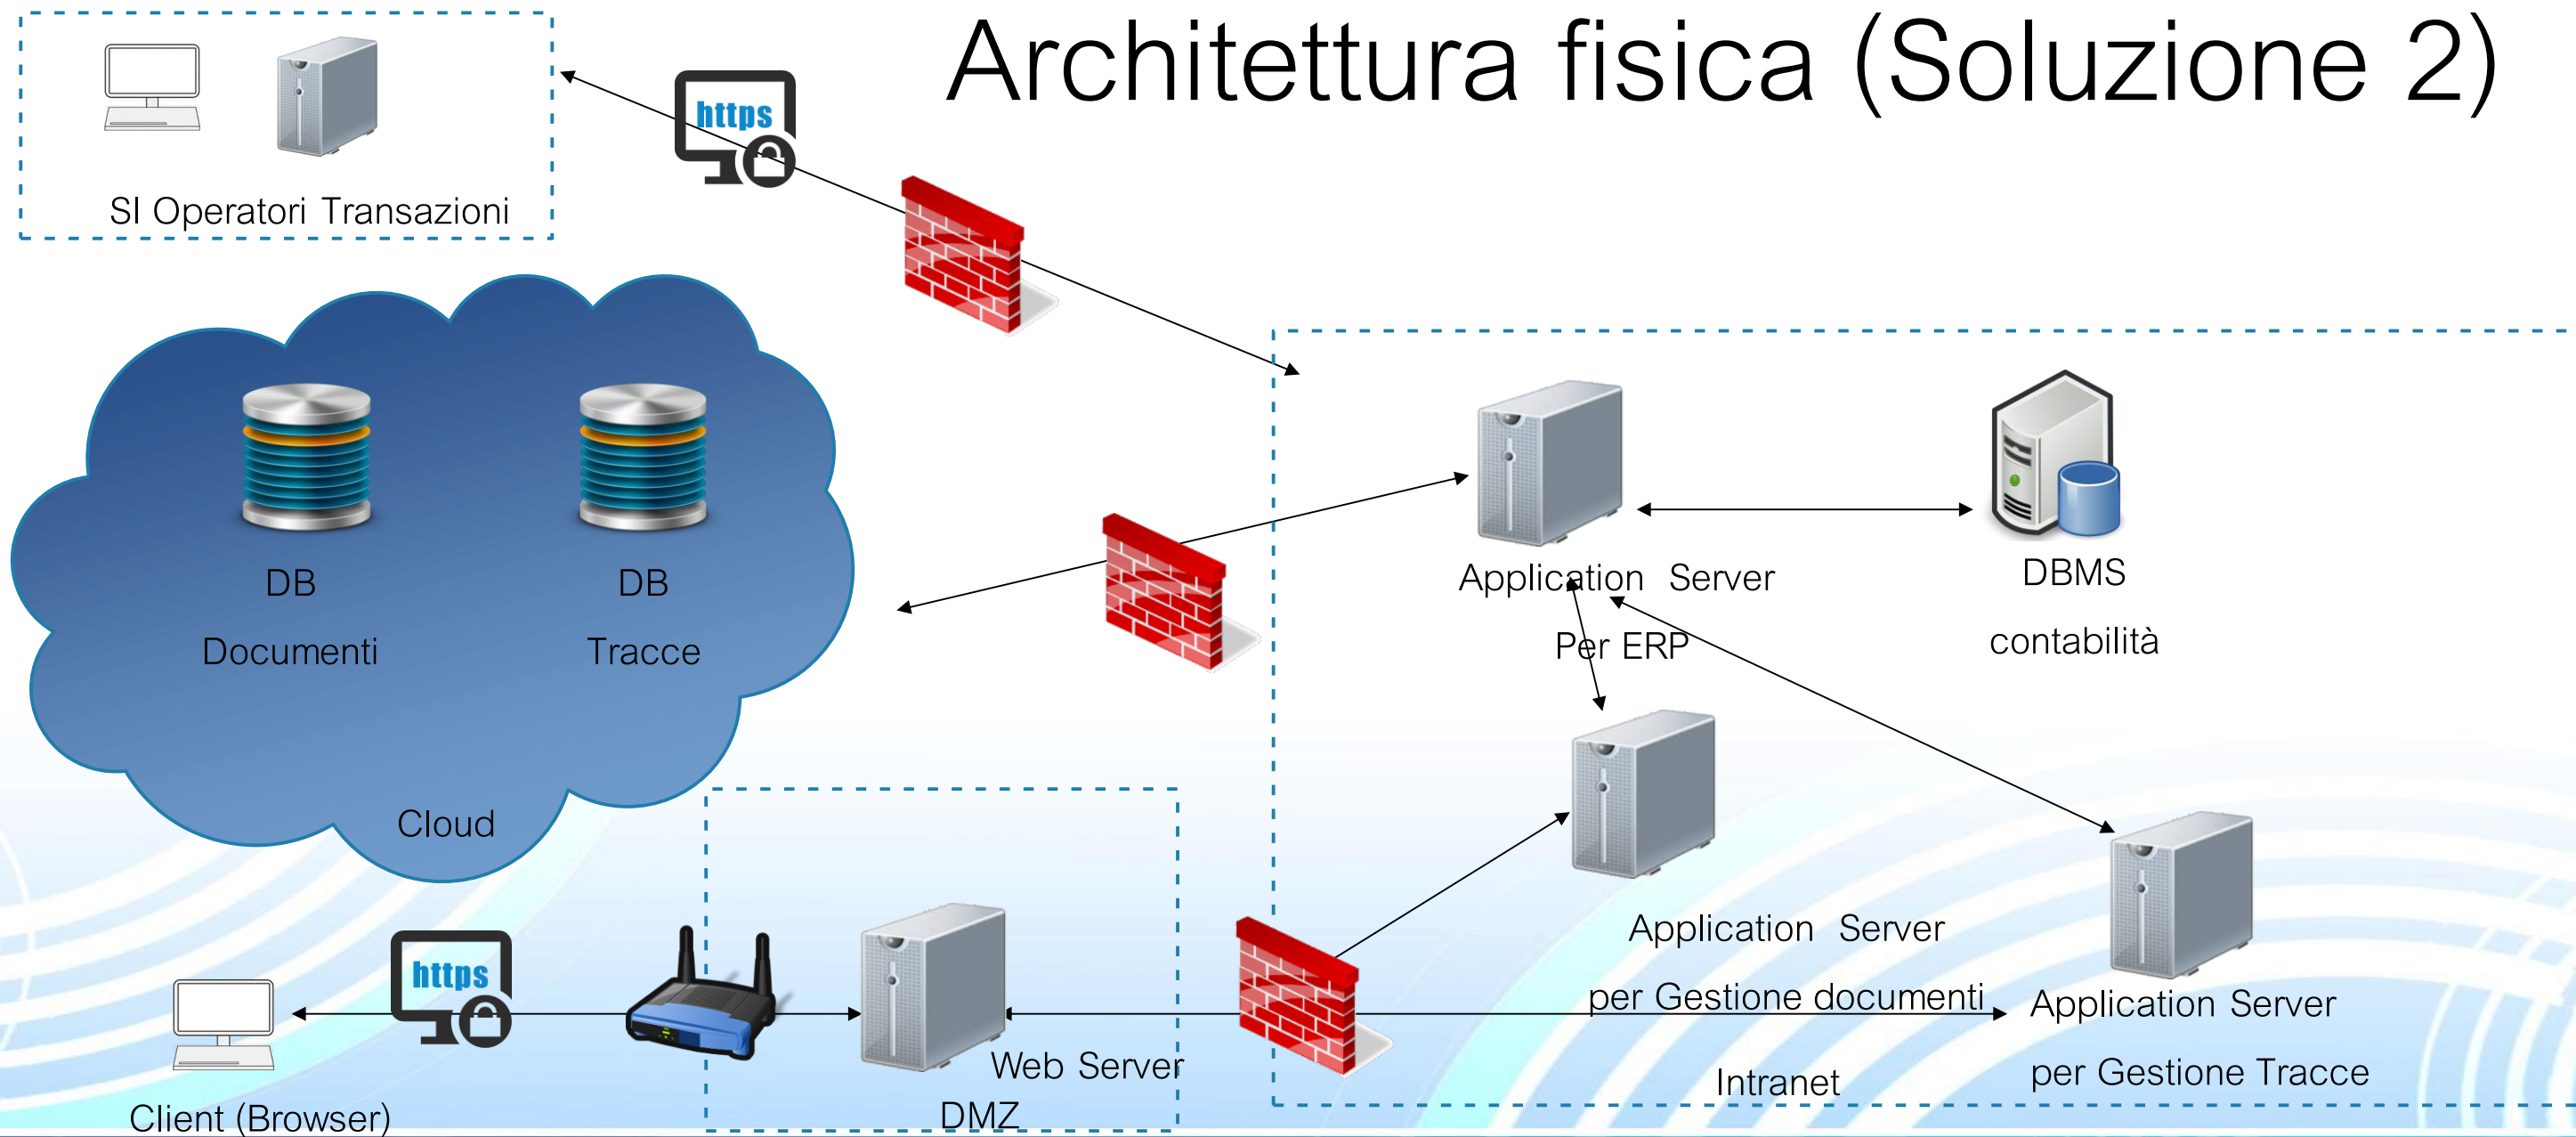 Architettura fisica (Soluzione 2)
https
SI Operatori Transazioni
DB
Documenti
DB
Tracce
Cloud
Application Server
Per ERP
DBMS
contabilità
Application Server
per Gestione documenti
Application Server
per Gestione Tracce
Intranet
https
Web Server
DMZ
Client (Browser)